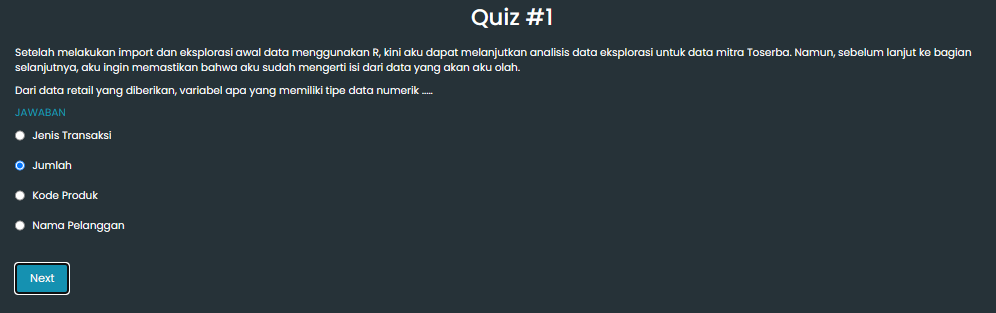 Quiz #1
Setelah melakukan import dan eksplorasi awal data menggunakan R, kini aku dapat melanjutkan analisis data eksplorasi untuk data mitra Toserba. Namun, sebelum lanjut ke bagian
selanjutnya, aku ingin memastikan bahwa aku sudah mengerti isi dari data yang akan aku olah.
Dari data retail yang diberikan, variabel apa yang memiliki tipe data numerik .....
JAWABAN
Jenis Transaksi
Jumlah
Kode Produk
Nama Pelanggan
Next